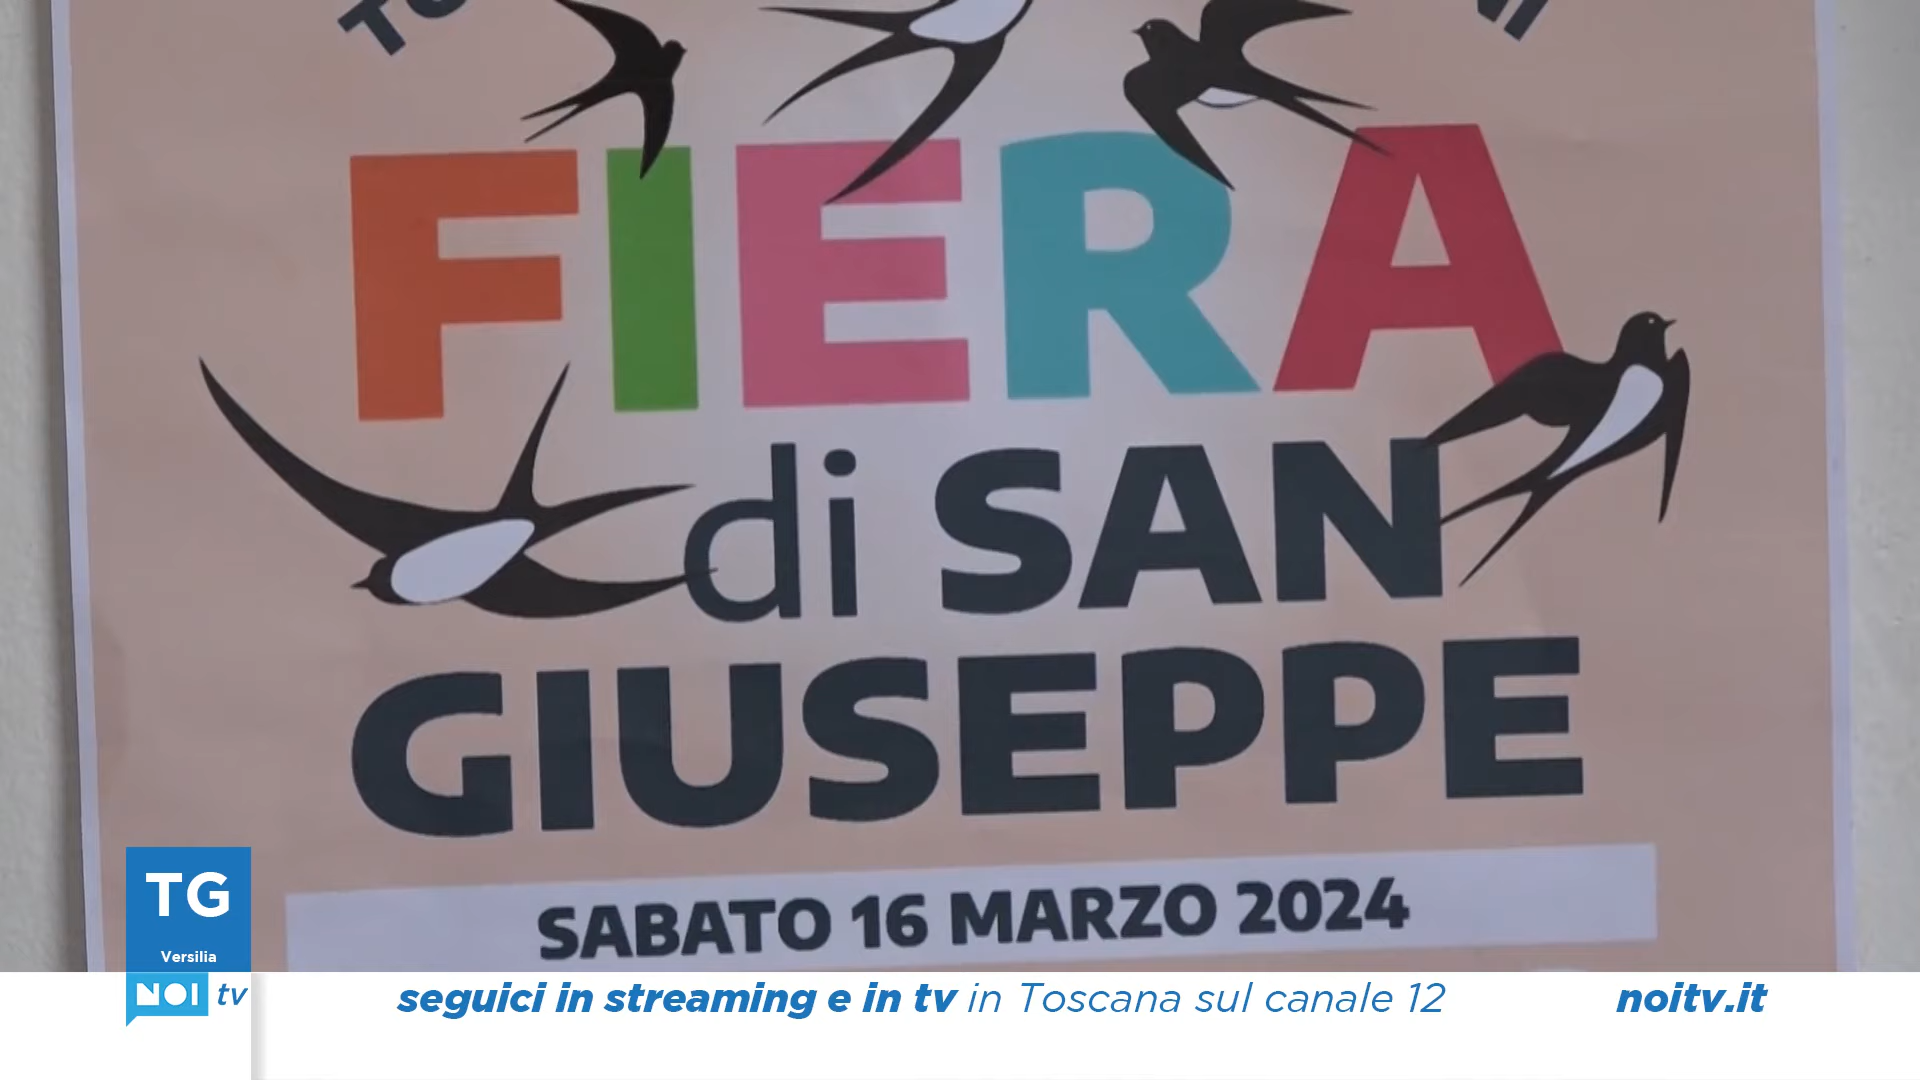 FIERA
di SAN
GIUSEPPE
SABATO 16 MARZO 2024
TG
Versilia
NOI tv
seguici in streaming e in tv in Toscana sul canale 12
noitv.it